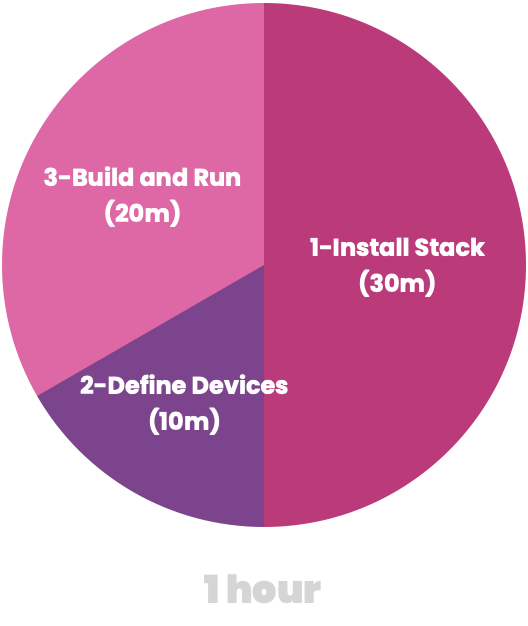 3-Build and Run
(20m)
1-Install Stack
(30m)
2-Define Devices
(10m)
1 hour